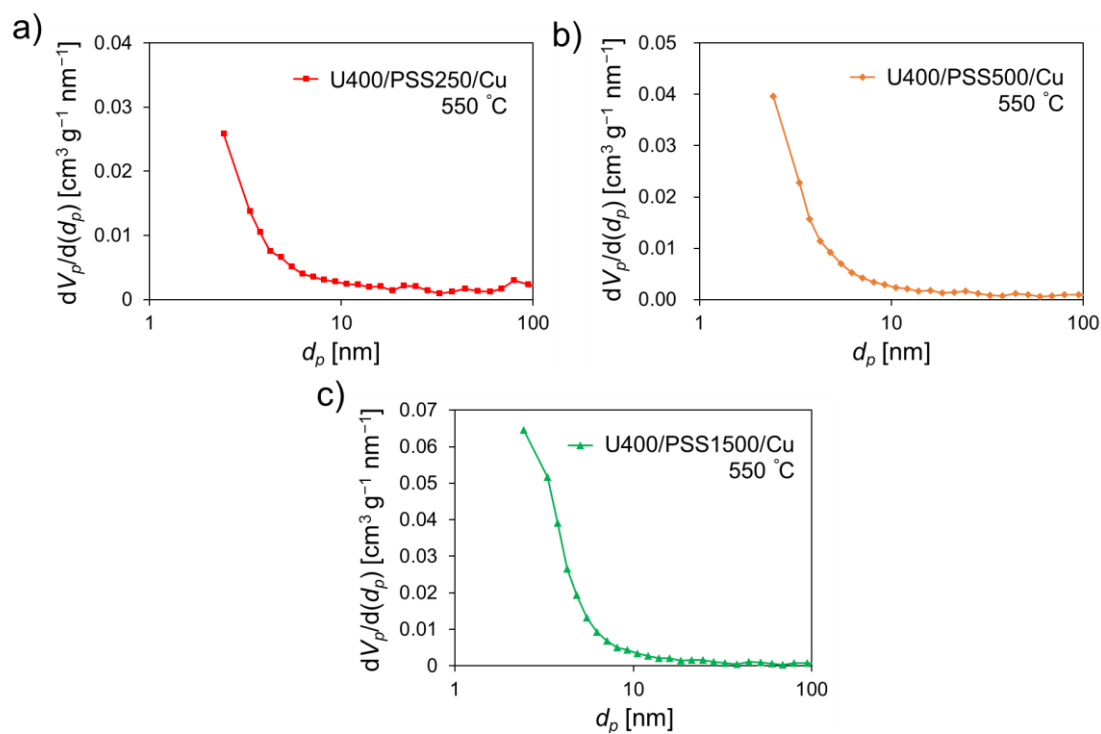 a)
0.04
0.03
0.02
0.01
0
1
10
100
dVp/d(dp) [cm³ g⁻¹ nm⁻¹]
dp [nm]
U400/PSS250/Cu
550 °C
b)
0.05
0.04
0.03
0.02
0.01
0.00
1
10
100
dVp/d(dp) [cm³ g⁻¹ nm⁻¹]
dp [nm]
U400/PSS500/Cu
550 °C
c)
0.07
0.06
0.05
0.04
0.03
0.02
0.01
0
1
10
100
dVp/d(dp) [cm³ g⁻¹ nm⁻¹]
dp [nm]
U400/PSS1500/Cu
550 °C